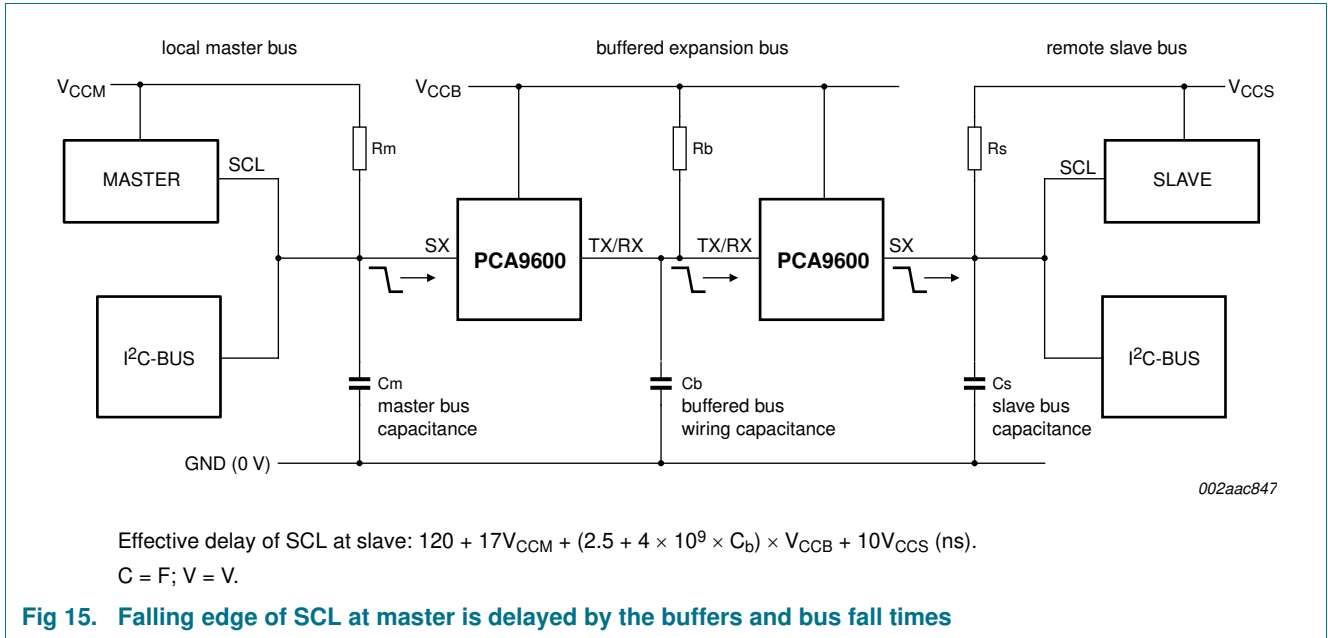 local master bus
buffered expansion bus
remote slave bus
VCCM
VCCB
VCCS
MASTER
SCL
Rm
Rb
Rs
SCL
SLAVE
SX
PCA9600
TX/RX
TX/RX
PCA9600
SX
I²C-BUS
I²C-BUS
Cm
master bus
capacitance
Cb
buffered bus
wiring capacitance
Cs
slave bus
capacitance
GND (0 V)
002aac847
Effective delay of SCL at slave: 120 + 17VCCM + (2.5 + 4 × 10⁹ × Cb) × VCCB + 10VCCS (ns).
C = F; V = V.
Fig 15. Falling edge of SCL at master is delayed by the buffers and bus fall times